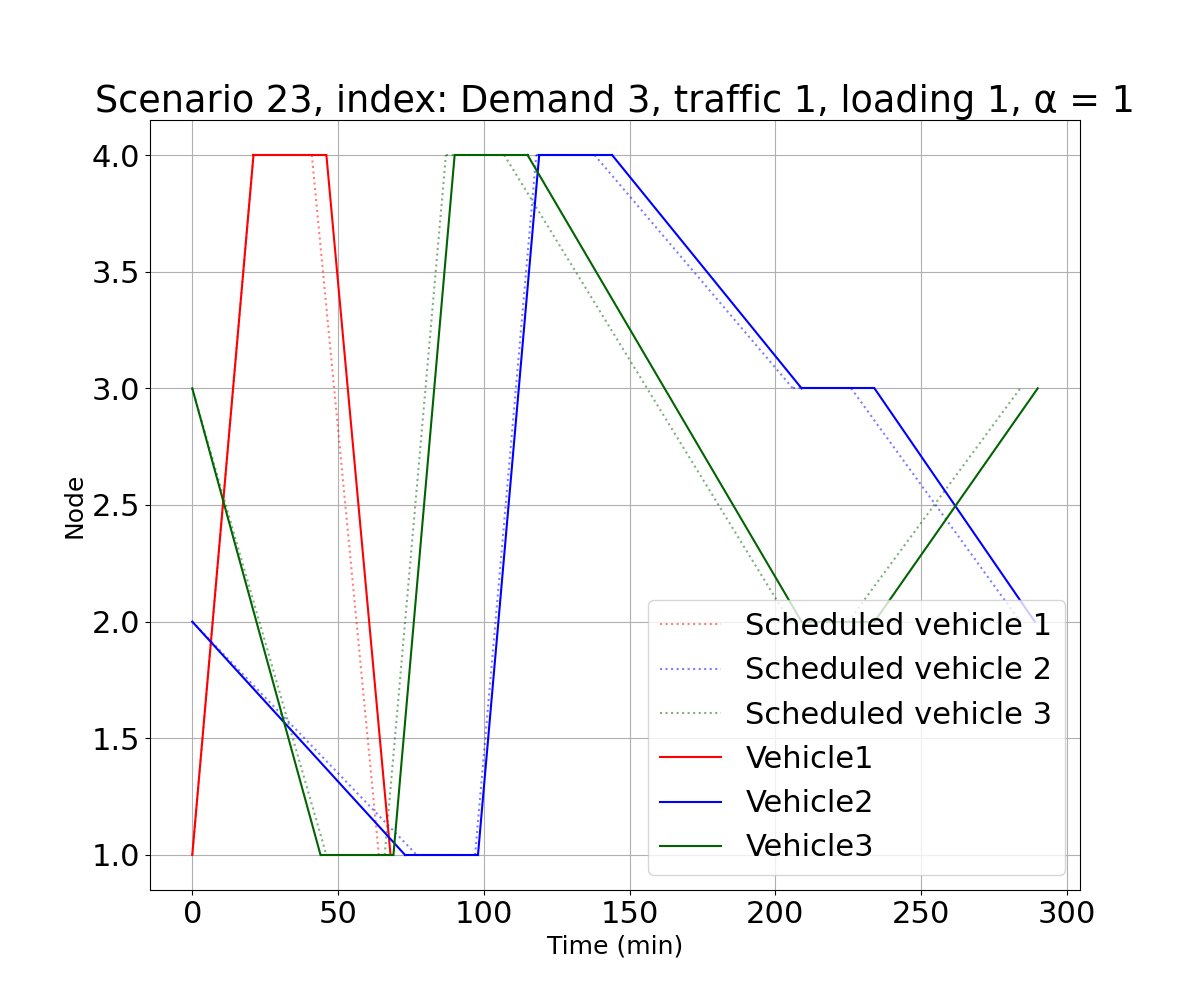 Scenario 23, index: Demand 3, traffic 1, loading 1, α = 1
4.0
3.5
3.0
2.5
2.0
1.5
1.0
Node
Scheduled vehicle 1
Scheduled vehicle 2
Scheduled vehicle 3
Vehicle1
Vehicle2
Vehicle3
0 50 100 150 200 250 300
Time (min)